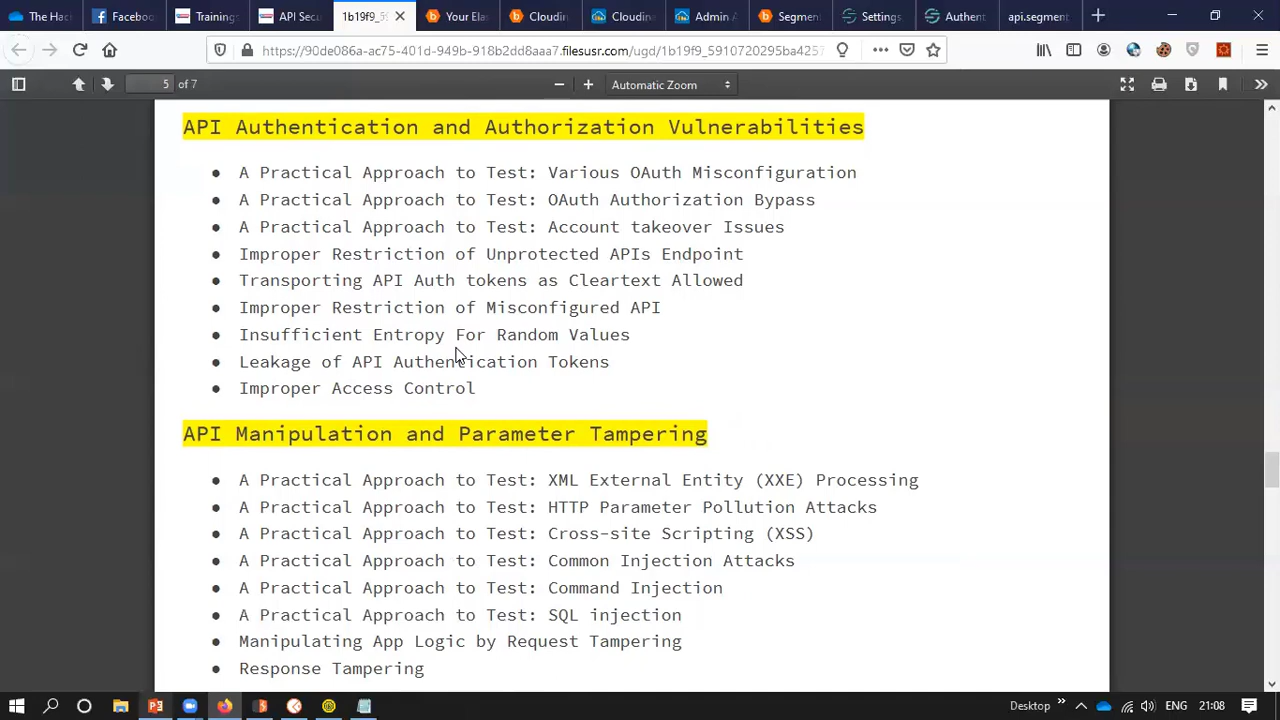 The Ha
Facebo
Training
API Secu
1b19f9_5
Your Ela
Cloudin
Cloudina
Admin A
Segmen
Settings
Authent
api.segment
https://90de086a-ac75-401d-949b-918b2dd8aaa7.filesusr.com/ugd/1b19f9_5910720295ba4257
5 of 7
Automatic Zoom
API Authentication and Authorization Vulnerabilities
● A Practical Approach to Test: Various OAuth Misconfiguration
● A Practical Approach to Test: OAuth Authorization Bypass
● A Practical Approach to Test: Account takeover Issues
● Improper Restriction of Unprotected APIs Endpoint
● Transporting API Auth tokens as Cleartext Allowed
● Improper Restriction of Misconfigured API
● Insufficient Entropy For Random Values
● Leakage of API Authentication Tokens
● Improper Access Control
API Manipulation and Parameter Tampering
● A Practical Approach to Test: XML External Entity (XXE) Processing
● A Practical Approach to Test: HTTP Parameter Pollution Attacks
● A Practical Approach to Test: Cross-site Scripting (XSS)
● A Practical Approach to Test: Common Injection Attacks
● A Practical Approach to Test: Command Injection
● A Practical Approach to Test: SQL injection
● Manipulating App Logic by Request Tampering
● Response Tampering
Desktop
ENG
21:08